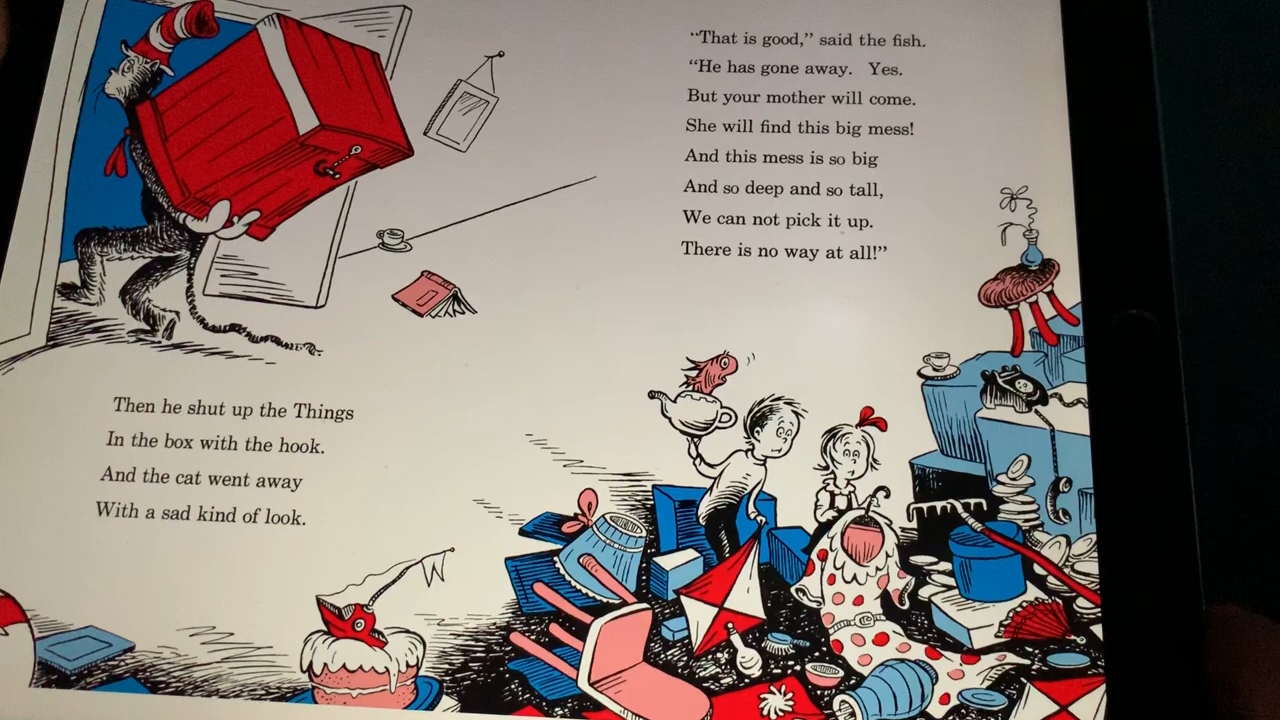 Then he shut up the Things
In the box with the hook.
And the cat went away
With a sad kind of look.
“That is good,” said the fish.
“He has gone away. Yes.
But your mother will come.
She will find this big mess!
And this mess is so big
And so deep and so tall,
We can not pick it up.
There is no way at all!”